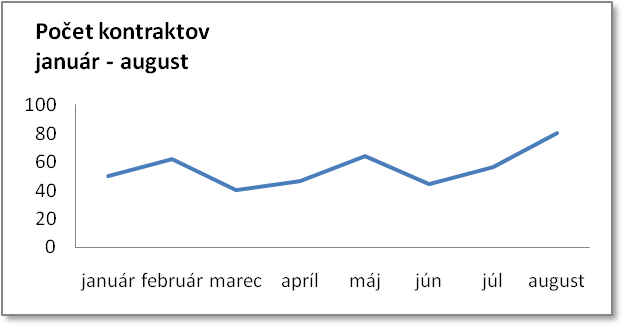 Počet kontraktov
január - august
100
80
60
40
20
0
január február marec apríl máj jún júl august